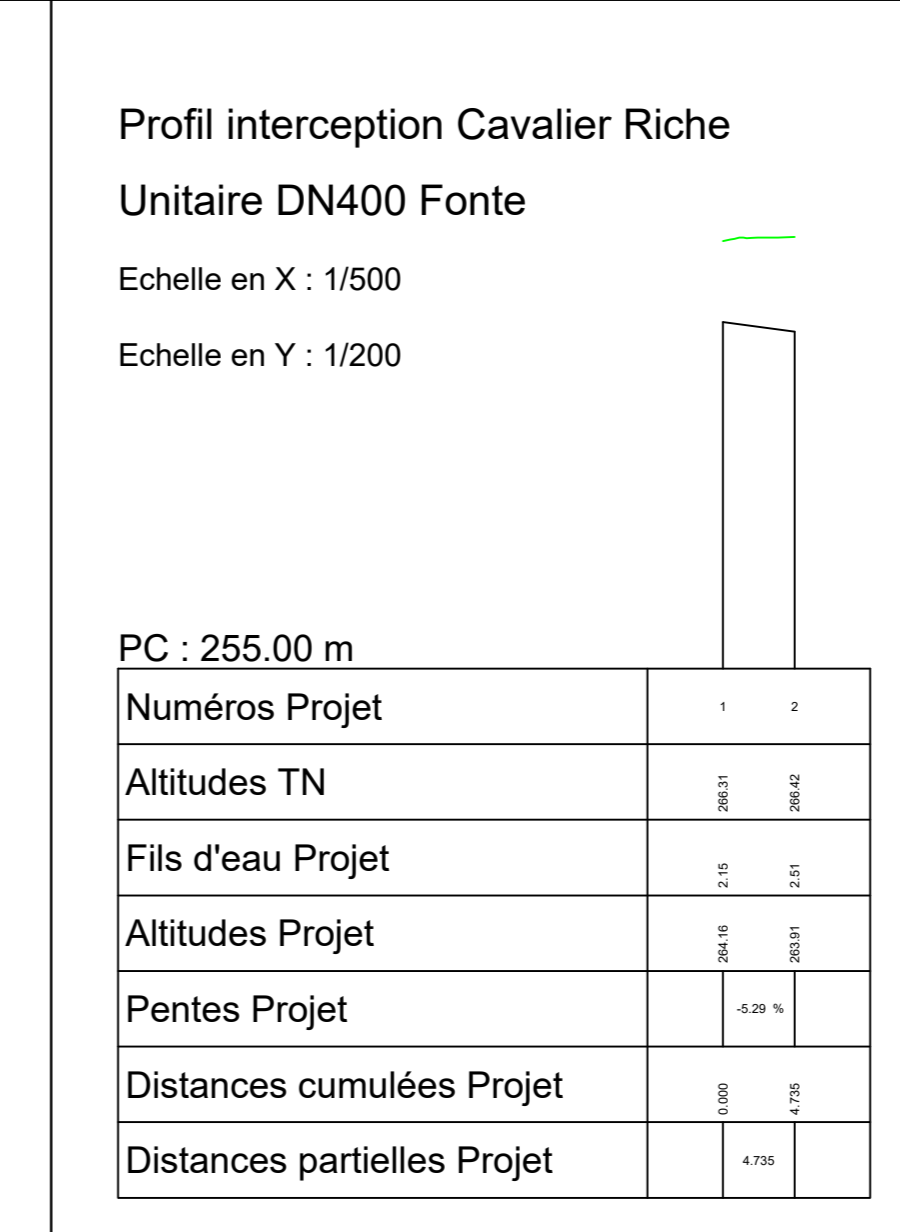 Profil interception Cavalier Riche
Unitaire DN400 Fonte
Echelle en X : 1/500
Echelle en Y : 1/200
PC : 255.00 m
Numéros Projet 1 2
Altitudes TN 266.31 266.42
Fils d'eau Projet 2.15 2.51
Altitudes Projet 264.16 263.91
Pentes Projet -5.29 %
Distances cumulées Projet 0.000 4.735
Distances partielles Projet 4.735